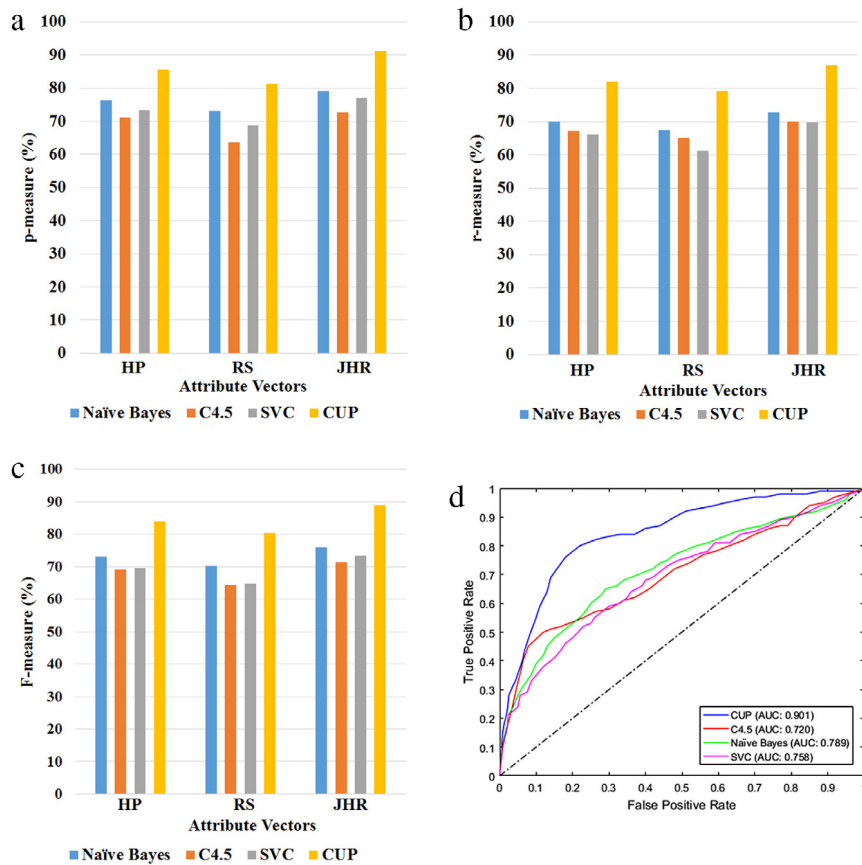 a
p-measure (%)
100
90
80
70
60
50
40
30
20
10
0
HP RS JHR
Attribute Vectors
Naïve Bayes C4.5 SVC CUP
b
r-measure (%)
100
90
80
70
60
50
40
30
20
10
0
HP RS JHR
Attribute Vectors
Naïve Bayes C4.5 SVC CUP
c
F-measure (%)
100
90
80
70
60
50
40
30
20
10
0
HP RS JHR
Attribute Vectors
Naïve Bayes C4.5 SVC CUP
d
True Positive Rate
1
0.9
0.8
0.7
0.6
0.5
0.4
0.3
0.2
0.1
0
CUP (AUC: 0.901)
C4.5 (AUC: 0.720)
Naïve Bayes (AUC: 0.789)
SVC (AUC: 0.758)
0 0.1 0.2 0.3 0.4 0.5 0.6 0.7 0.8 0.9
False Positive Rate